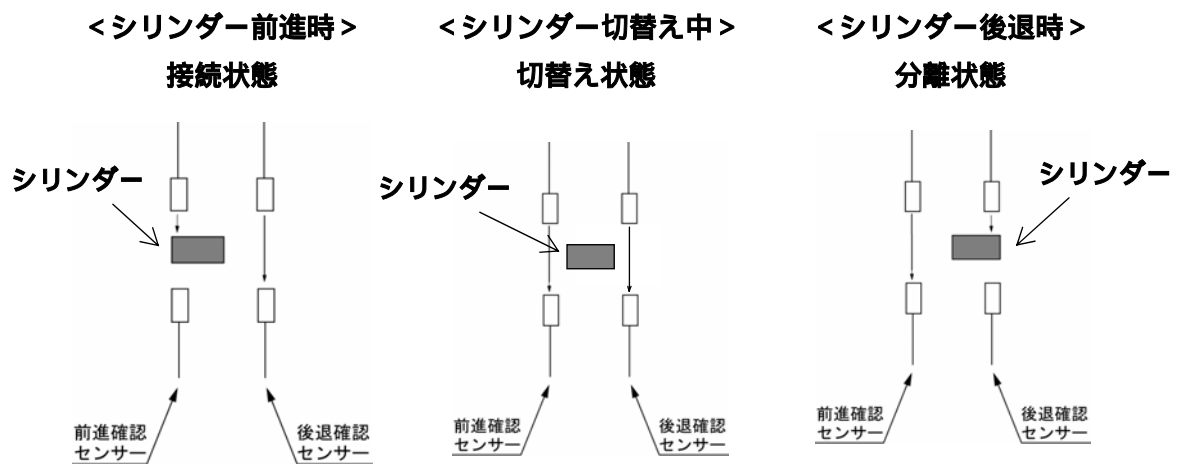 ＜シリンダー前進時＞
接続状態
シリンダー
前進確認
センサー
後退確認
センサー
＜シリンダー切替え中＞
切替え状態
シリンダー
前進確認
センサー
後退確認
センサー
＜シリンダー後退時＞
分離状態
シリンダー
前進確認
センサー
後退確認
センサー